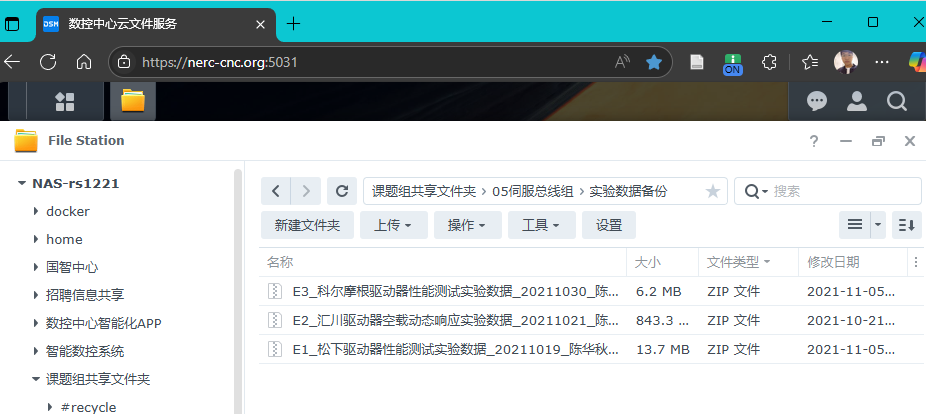 DSM 数控中心云文件服务
https://nerc-cnc.org:5031
ON
File Station
NAS-rs1221
docker
home
国智中心
招聘信息共享
数控中心智能化APP
智能数控系统
课题组共享文件夹
#recycle
课题组共享文件夹 › 05伺服总线组 › 实验数据备份
搜索
新建文件夹 上传 操作 工具 设置
名称 大小 文件类型 修改日期
E3_科尔摩根驱动器性能测试实验数据_20211030_陈... 6.2 MB ZIP 文件 2021-11-05...
E2_汇川驱动器空载动态响应实验数据_20211021_陈... 843.3 ... ZIP 文件 2021-10-21...
E1_松下驱动器性能测试实验数据_20211019_陈华秋... 13.7 MB ZIP 文件 2021-11-05...